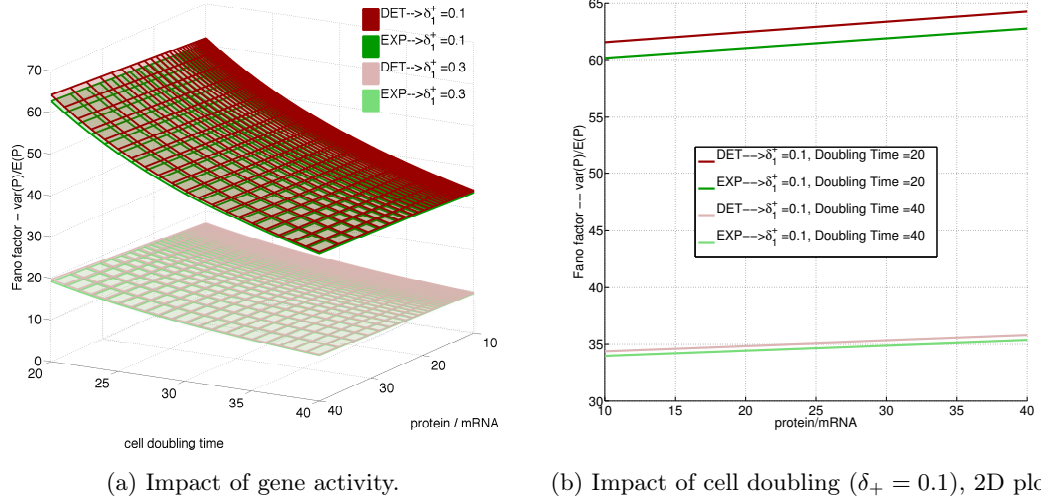 DET-->δ₁⁺ =0.1
EXP-->δ₁⁺ =0.1
DET-->δ₁⁺ =0.3
EXP-->δ₁⁺ =0.3
70
60
50
40
30
20
10
0
Fano factor – var(P)/E(P)
20
25
30
35
40
cell doubling time
40
30
20
10
protein / mRNA
(a) Impact of gene activity.
65
60
55
50
45
40
35
30
Fano factor –– var(P)/E(P)
DET-–>δ₁⁺ =0.1, Doubling Time =20
EXP-–>δ₁⁺ =0.1, Doubling Time =20
DET-–>δ₁⁺ =0.1, Doubling Time =40
EXP-–>δ₁⁺ =0.1, Doubling Time =40
10
15
20
25
30
35
40
protein/mRNA
(b) Impact of cell doubling (δ₊ = 0.1), 2D plo